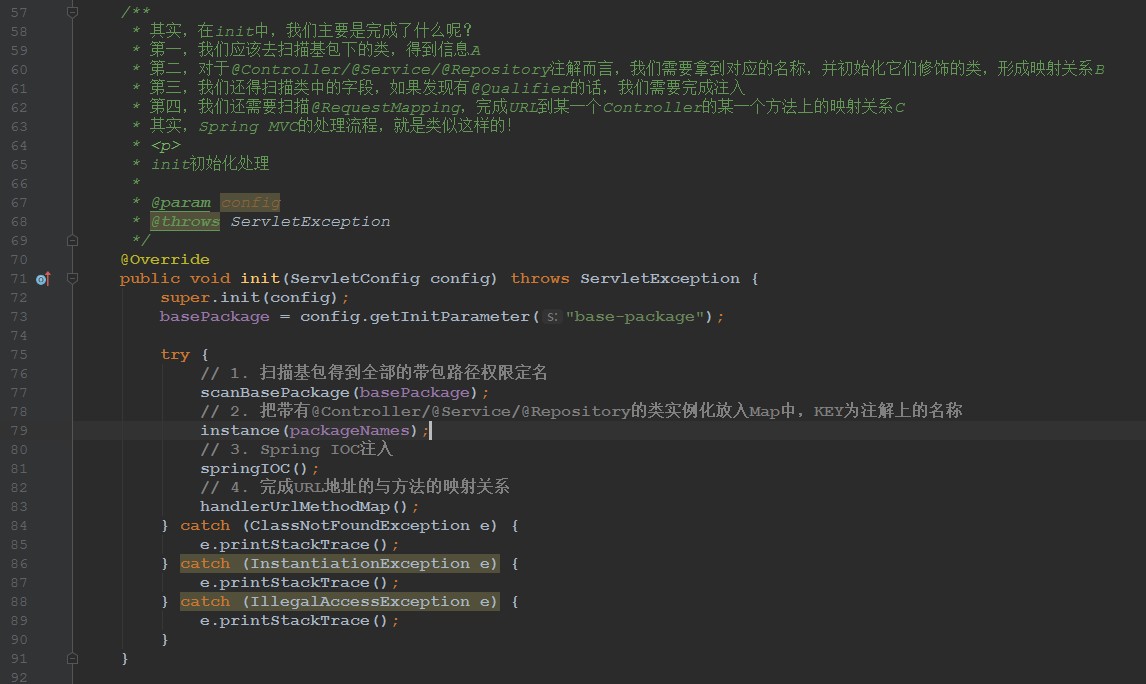 57 /**
58 * 其实，在init中，我们主要是完成了什么呢？
59 * 第一，我们应该去扫描基包下的类，得到信息A
60 * 第二，对于@Controller/@Service/@Repository注解而言，我们需要拿到对应的名称，并初始化它们修饰的类，形成映射关系B
61 * 第三，我们还得扫描类中的字段，如果发现有@Qualifier的话，我们需要完成注入
62 * 第四，我们还需要扫描@RequestMapping，完成URL到某一个Controller的某一个方法上的映射关系C
63 * 其实，Spring MVC的处理流程，就是类似这样的！
64 * <p>
65 * init初始化处理
66 *
67 * @param config
68 * @throws ServletException
69 */
70 @Override
71 public void init(ServletConfig config) throws ServletException {
72 super.init(config);
73 basePackage = config.getInitParameter( s: "base-package");
74
75 try {
76 // 1. 扫描基包得到全部的带包路径权限定名
77 scanBasePackage(basePackage);
78 // 2. 把带有@Controller/@Service/@Repository的类实例化放入Map中，KEY为注解上的名称
79 instance(packageNames);
80 // 3. Spring IOC注入
81 springIOC();
82 // 4. 完成URL地址的与方法的映射关系
83 handlerUrlMethodMap();
84 } catch (ClassNotFoundException e) {
85 e.printStackTrace();
86 } catch (InstantiationException e) {
87 e.printStackTrace();
88 } catch (IllegalAccessException e) {
89 e.printStackTrace();
90 }
91 }
92